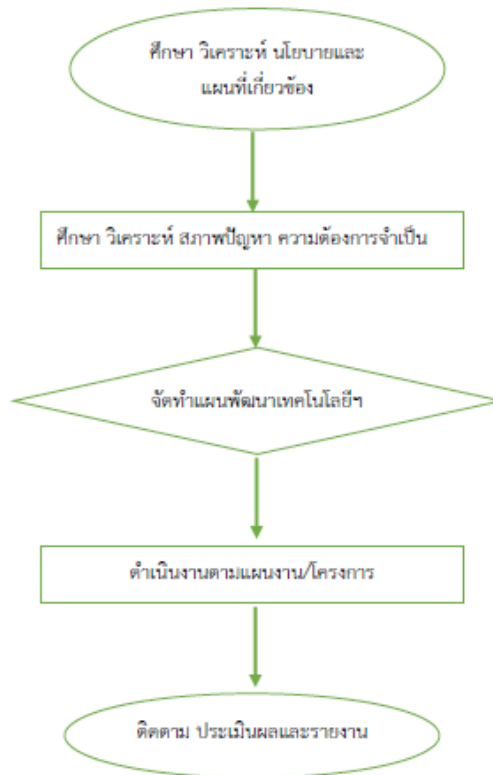 ศึกษา วิเคราะห์ นโยบายและ
แผนที่เกี่ยวข้อง
ศึกษา วิเคราะห์ สภาพปัญหา ความต้องการจำเป็น
จัดทำแผนพัฒนาเทคโนโลยีฯ
ดำเนินงานตามแผนงาน/โครงการ
ติดตาม ประเมินผลและรายงาน